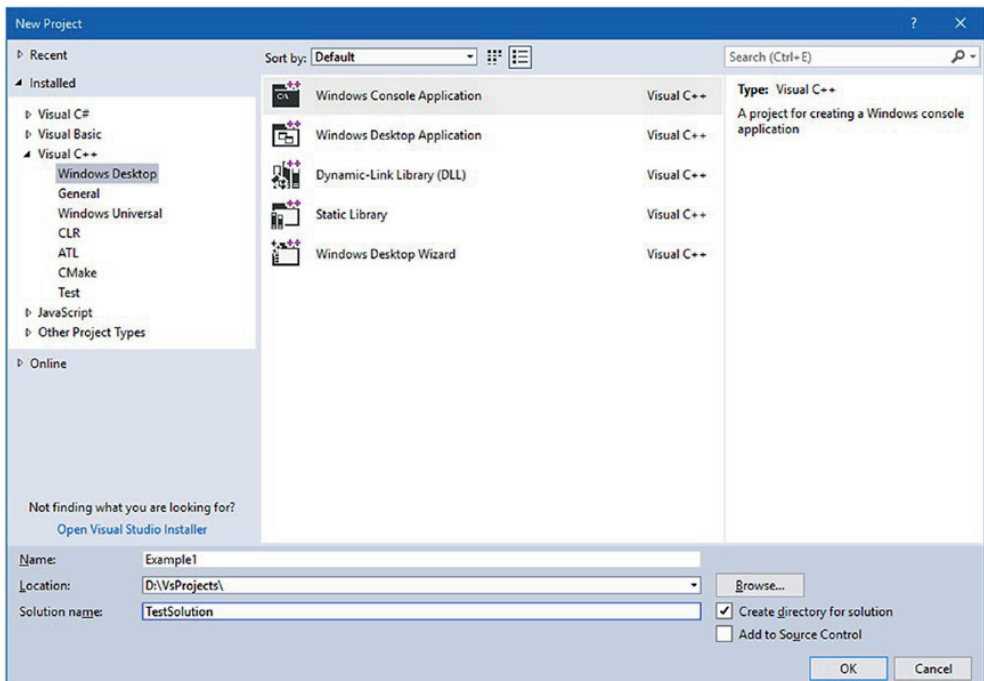 New Project
Recent
Sort by: Default
Search (Ctrl+E)
Installed
Visual C#
Visual Basic
Visual C++
Windows Desktop
General
Windows Universal
CLR
ATL
CMake
Test
JavaScript
Other Project Types
Online
Windows Console Application Visual C++
Windows Desktop Application Visual C++
Dynamic-Link Library (DLL) Visual C++
Static Library Visual C++
Windows Desktop Wizard Visual C++
Type: Visual C++
A project for creating a Windows console
application
Not finding what you are looking for?
Open Visual Studio Installer
Name: Example1
Location: D:\VsProjects\ Browse...
Solution name: TestSolution
Create directory for solution
Add to Source Control
OK Cancel